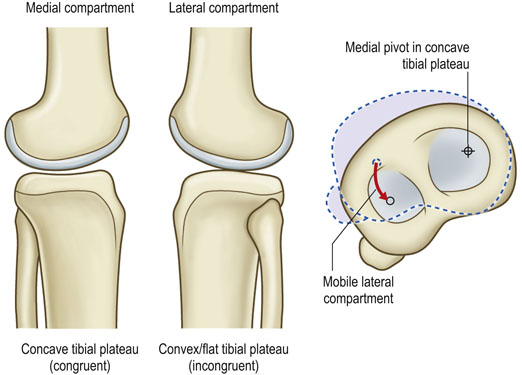 Medial compartment
Lateral compartment
Medial pivot in concave
tibial plateau
Mobile lateral
compartment
Concave tibial plateau
(congruent)
Convex/flat tibial plateau
(incongruent)